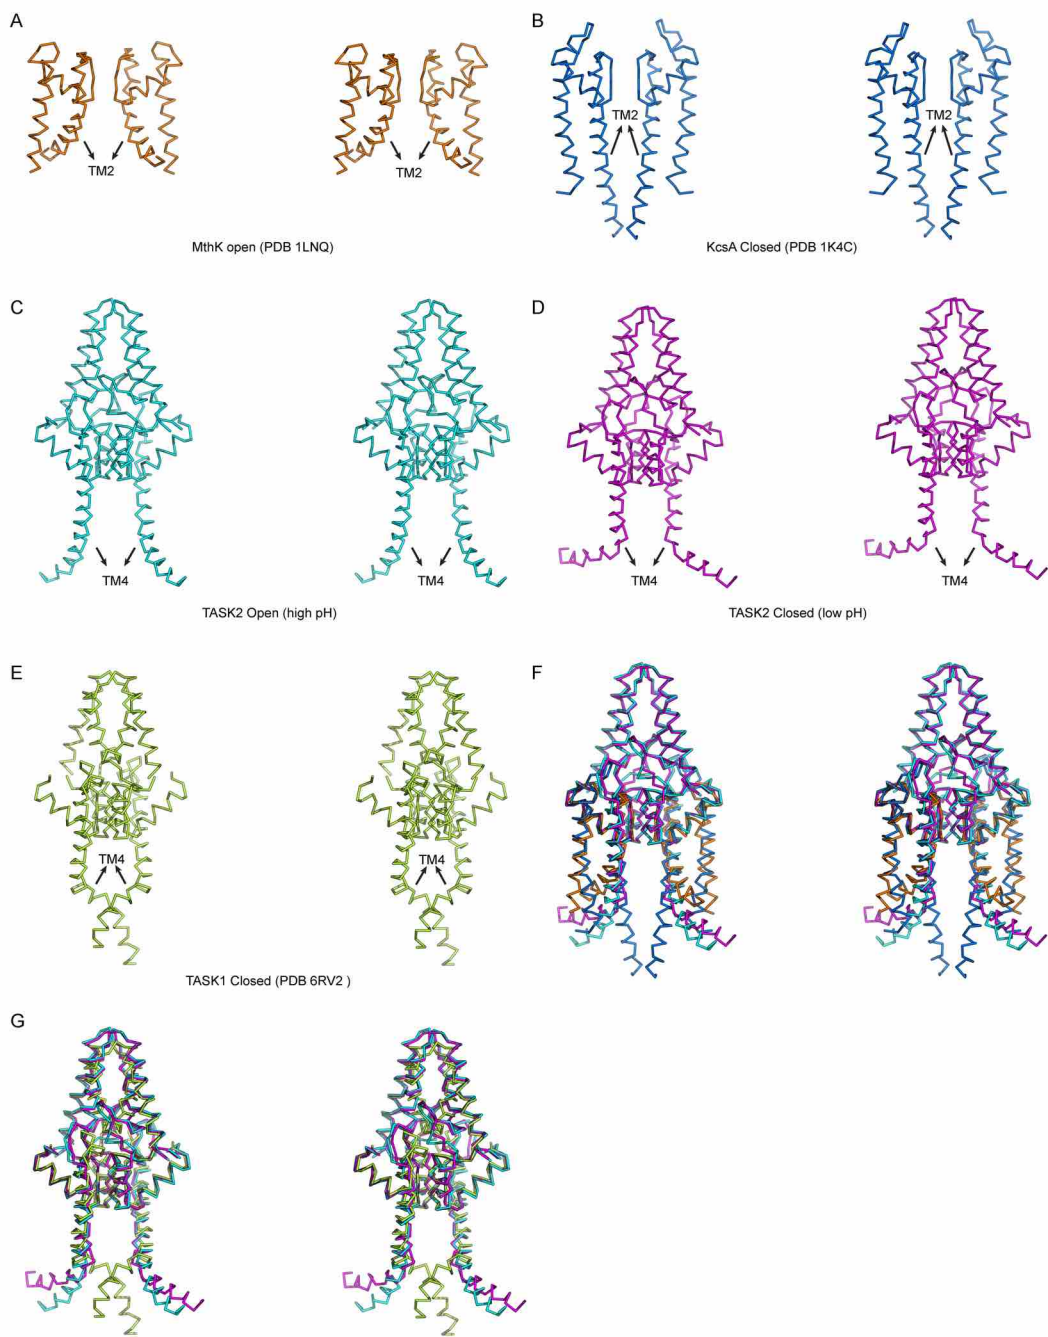 A
B
TM2
TM2
TM2
TM2
MthK open (PDB 1LNQ)
KcsA Closed (PDB 1K4C)
C
D
TM4
TM4
TM4
TM4
TASK2 Open (high pH)
TASK2 Closed (low pH)
E
F
TM4
TM4
TASK1 Closed (PDB 6RV2 )
G